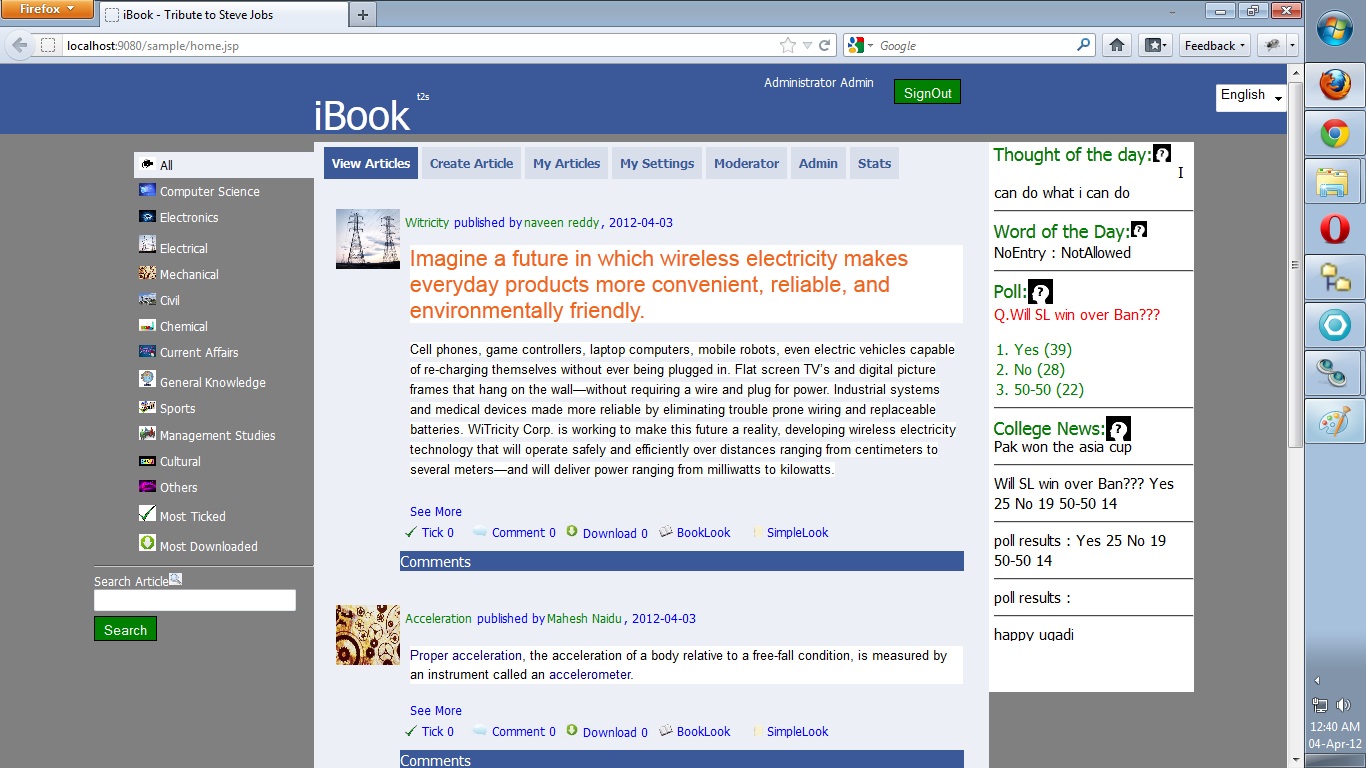 Firefox
iBook - Tribute to Steve Jobs
localhost:9080/sample/home.jsp
Google
Feedback
iBook t2s
Administrator Admin
SignOut
English
All
Computer Science
Electronics
Electrical
Mechanical
Civil
Chemical
Current Affairs
General Knowledge
Sports
Management Studies
Cultural
Others
Most Ticked
Most Downloaded
Search Article
Search
View Articles Create Article My Articles My Settings Moderator Admin Stats
Witricity published by naveen reddy, 2012-04-03
Imagine a future in which wireless electricity makes
everyday products more convenient, reliable, and
environmentally friendly.
Cell phones, game controllers, laptop computers, mobile robots, even electric vehicles capable
of re-charging themselves without ever being plugged in. Flat screen TV's and digital picture
frames that hang on the wall—without requiring a wire and plug for power. Industrial systems
and medical devices made more reliable by eliminating trouble prone wiring and replaceable
batteries. WiTricity Corp. is working to make this future a reality, developing wireless electricity
technology that will operate safely and efficiently over distances ranging from centimeters to
several meters—and will deliver power ranging from milliwatts to kilowatts.
See More
Tick 0 Comment 0 Download 0 BookLook SimpleLook
Comments
Acceleration published by Mahesh Naidu, 2012-04-03
Proper acceleration, the acceleration of a body relative to a free-fall condition, is measured by
an instrument called an accelerometer.
See More
Tick 0 Comment 0 Download 0 BookLook SimpleLook
Comments
Thought of the day:
I
can do what i can do
Word of the Day:
NoEntry : NotAllowed
Poll:
Q.Will SL win over Ban???
1. Yes (39)
2. No (28)
3. 50-50 (22)
College News:
Pak won the asia cup
Will SL win over Ban??? Yes
25 No 19 50-50 14
poll results : Yes 25 No 19
50-50 14
poll results :
happy ugadi
12:40 AM
04-Apr-12